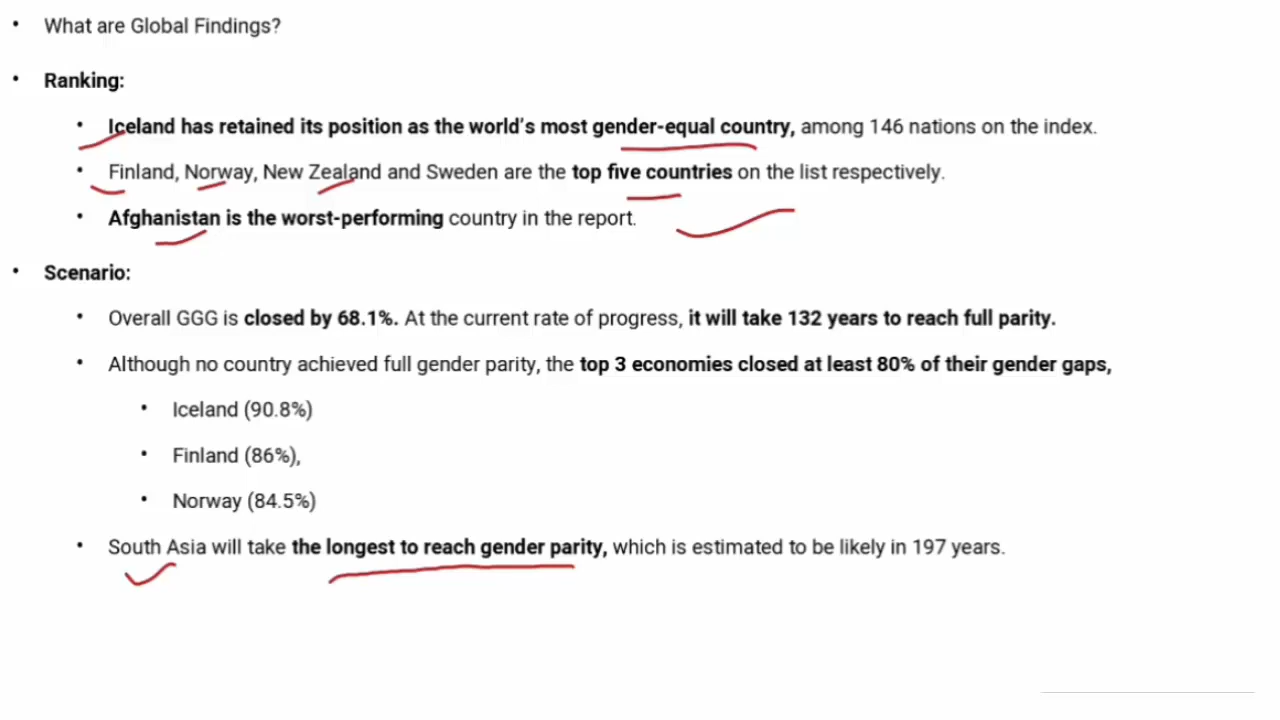 • What are Global Findings?
• Ranking:
• Iceland has retained its position as the world's most gender-equal country, among 146 nations on the index.
• Finland, Norway, New Zealand and Sweden are the top five countries on the list respectively.
• Afghanistan is the worst-performing country in the report.
• Scenario:
• Overall GGG is closed by 68.1%. At the current rate of progress, it will take 132 years to reach full parity.
• Although no country achieved full gender parity, the top 3 economies closed at least 80% of their gender gaps,
• Iceland (90.8%)
• Finland (86%),
• Norway (84.5%)
• South Asia will take the longest to reach gender parity, which is estimated to be likely in 197 years.